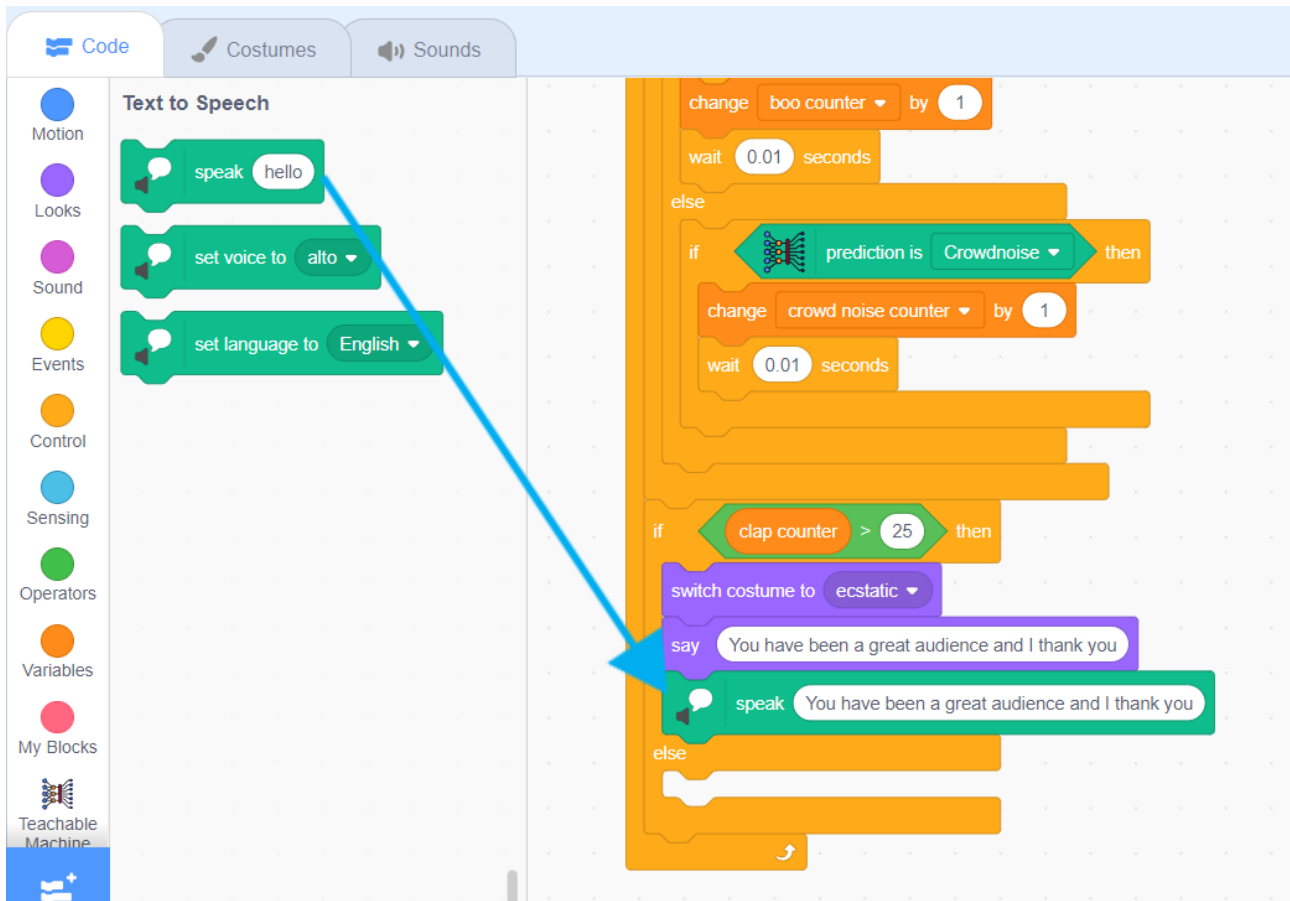 Code
Costumes
Sounds
Motion
Looks
Sound
Events
Control
Sensing
Operators
Variables
My Blocks
Teachable
Machine
Text to Speech
speak hello
set voice to alto
set language to English
change boo counter by 1
wait 0.01 seconds
else
if prediction is Crowdnoise then
change crowd noise counter by 1
wait 0.01 seconds
if clap counter > 25 then
switch costume to ecstatic
say You have been a great audience and I thank you
speak You have been a great audience and I thank you
else